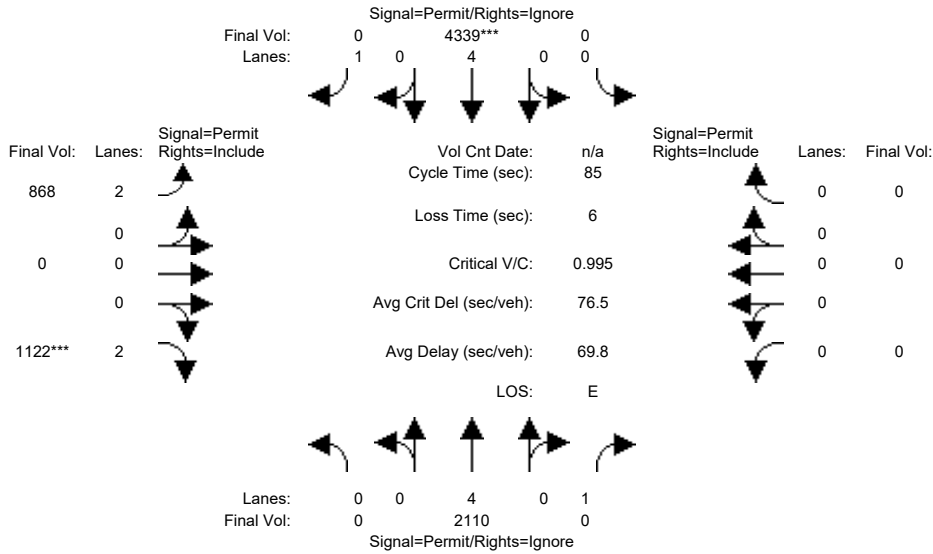 Signal=Permit/Rights=Ignore
Final Vol: 0 4339*** 0
Lanes: 1 0 4 0 0
Signal=Permit
Final Vol: Lanes: Rights=Include
Vol Cnt Date: n/a
Signal=Permit
Rights=Include Lanes: Final Vol:
Cycle Time (sec): 85
868 2
0 0
Loss Time (sec): 6
0
0
0 0
Critical V/C: 0.995
0 0
0
Avg Crit Del (sec/veh): 76.5
0
1122*** 2
Avg Delay (sec/veh): 69.8
0 0
LOS: E
Lanes: 0 0 4 0 1
Final Vol: 0 2110 0
Signal=Permit/Rights=Ignore